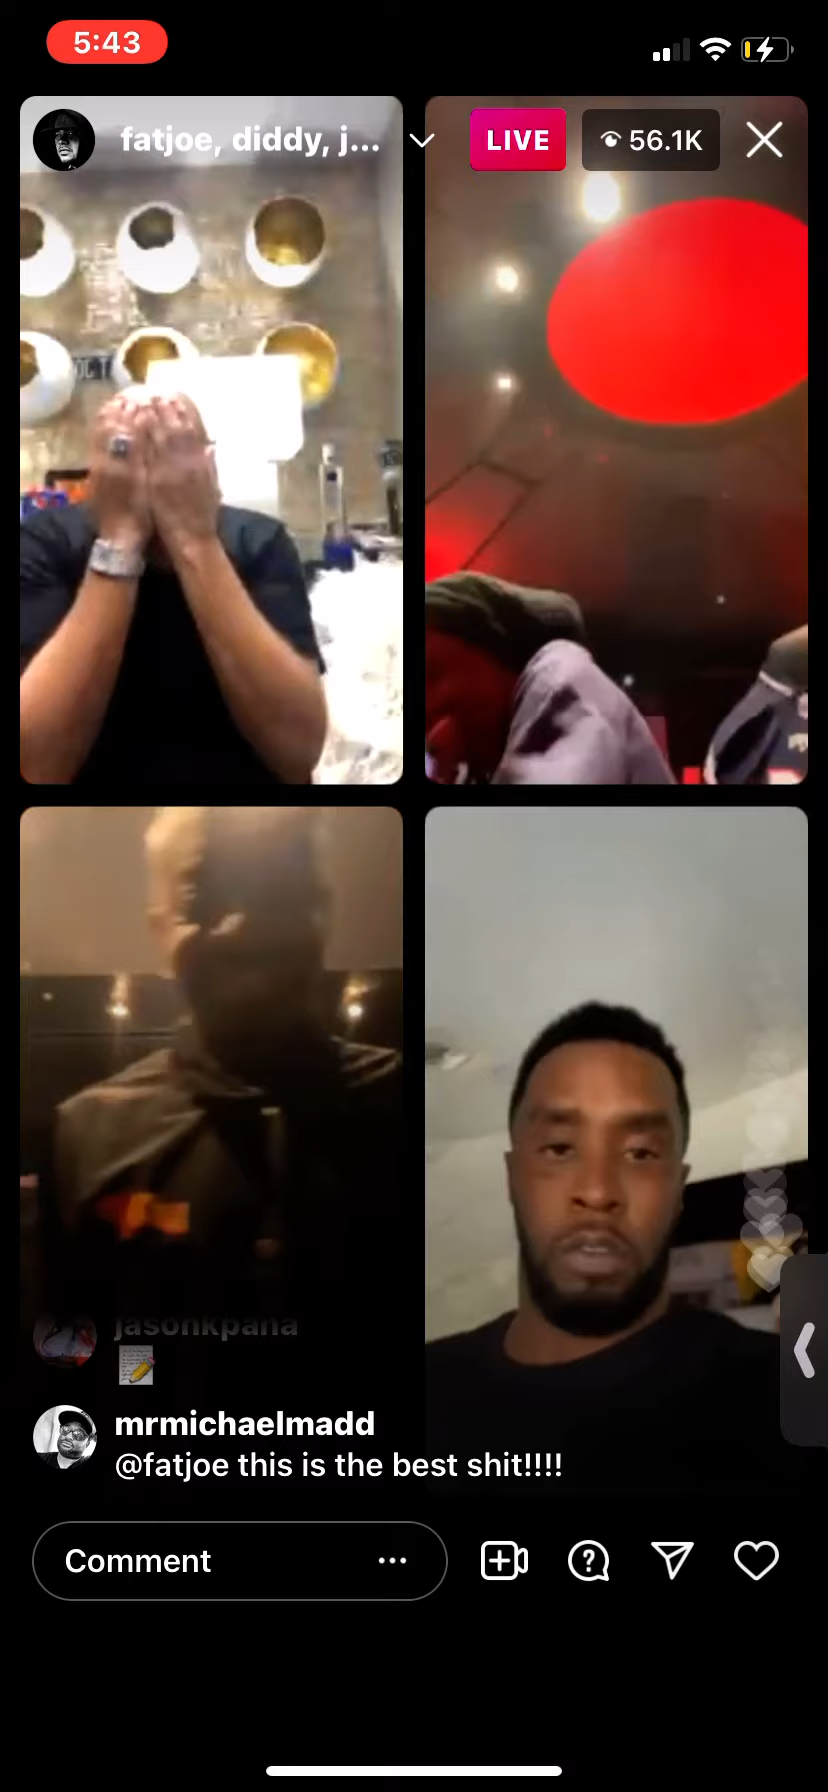 5:43
fatjoe, diddy, j...
LIVE
56.1K
jasonkpana
mrmichaelmadd
@fatjoe this is the best shit!!!!
Comment